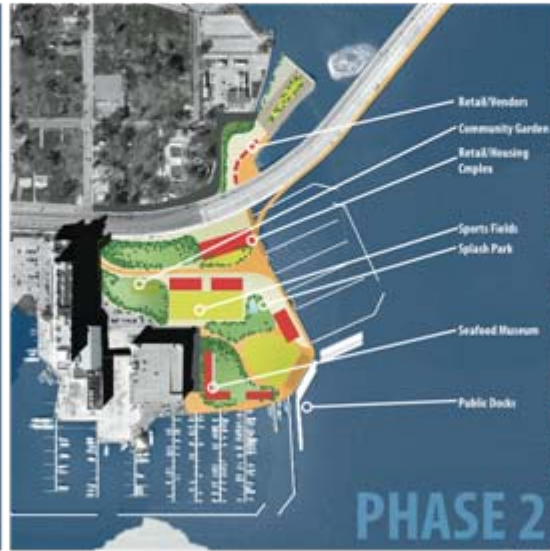 Retail/Vendors
Community Garden
Retail/Housing
Cmplex
Sports Fields
Splash Park
Seafood Museum
Public Docks
PHASE 2